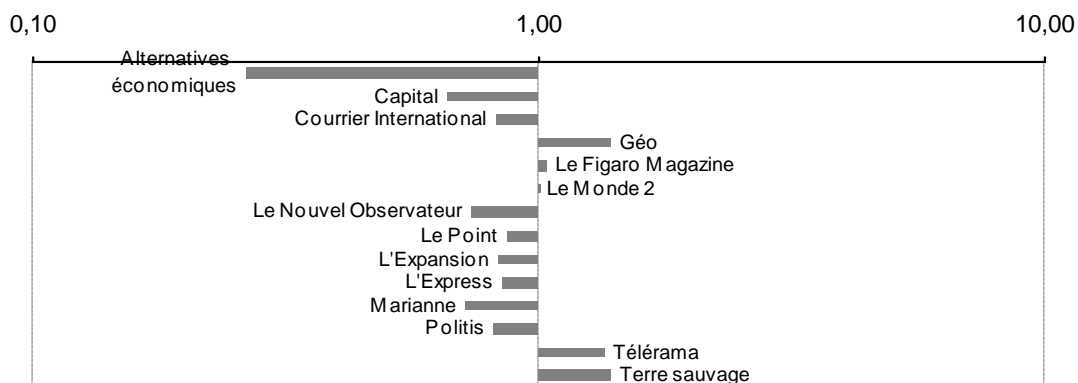 0,10 1,00 10,00
Alternatives
économiques
Capital
Courrier International
Géo
Le Figaro Magazine
Le Monde 2
Le Nouvel Observateur
Le Point
L'Expansion
L'Express
Marianne
Politis
Télérama
Terre sauvage